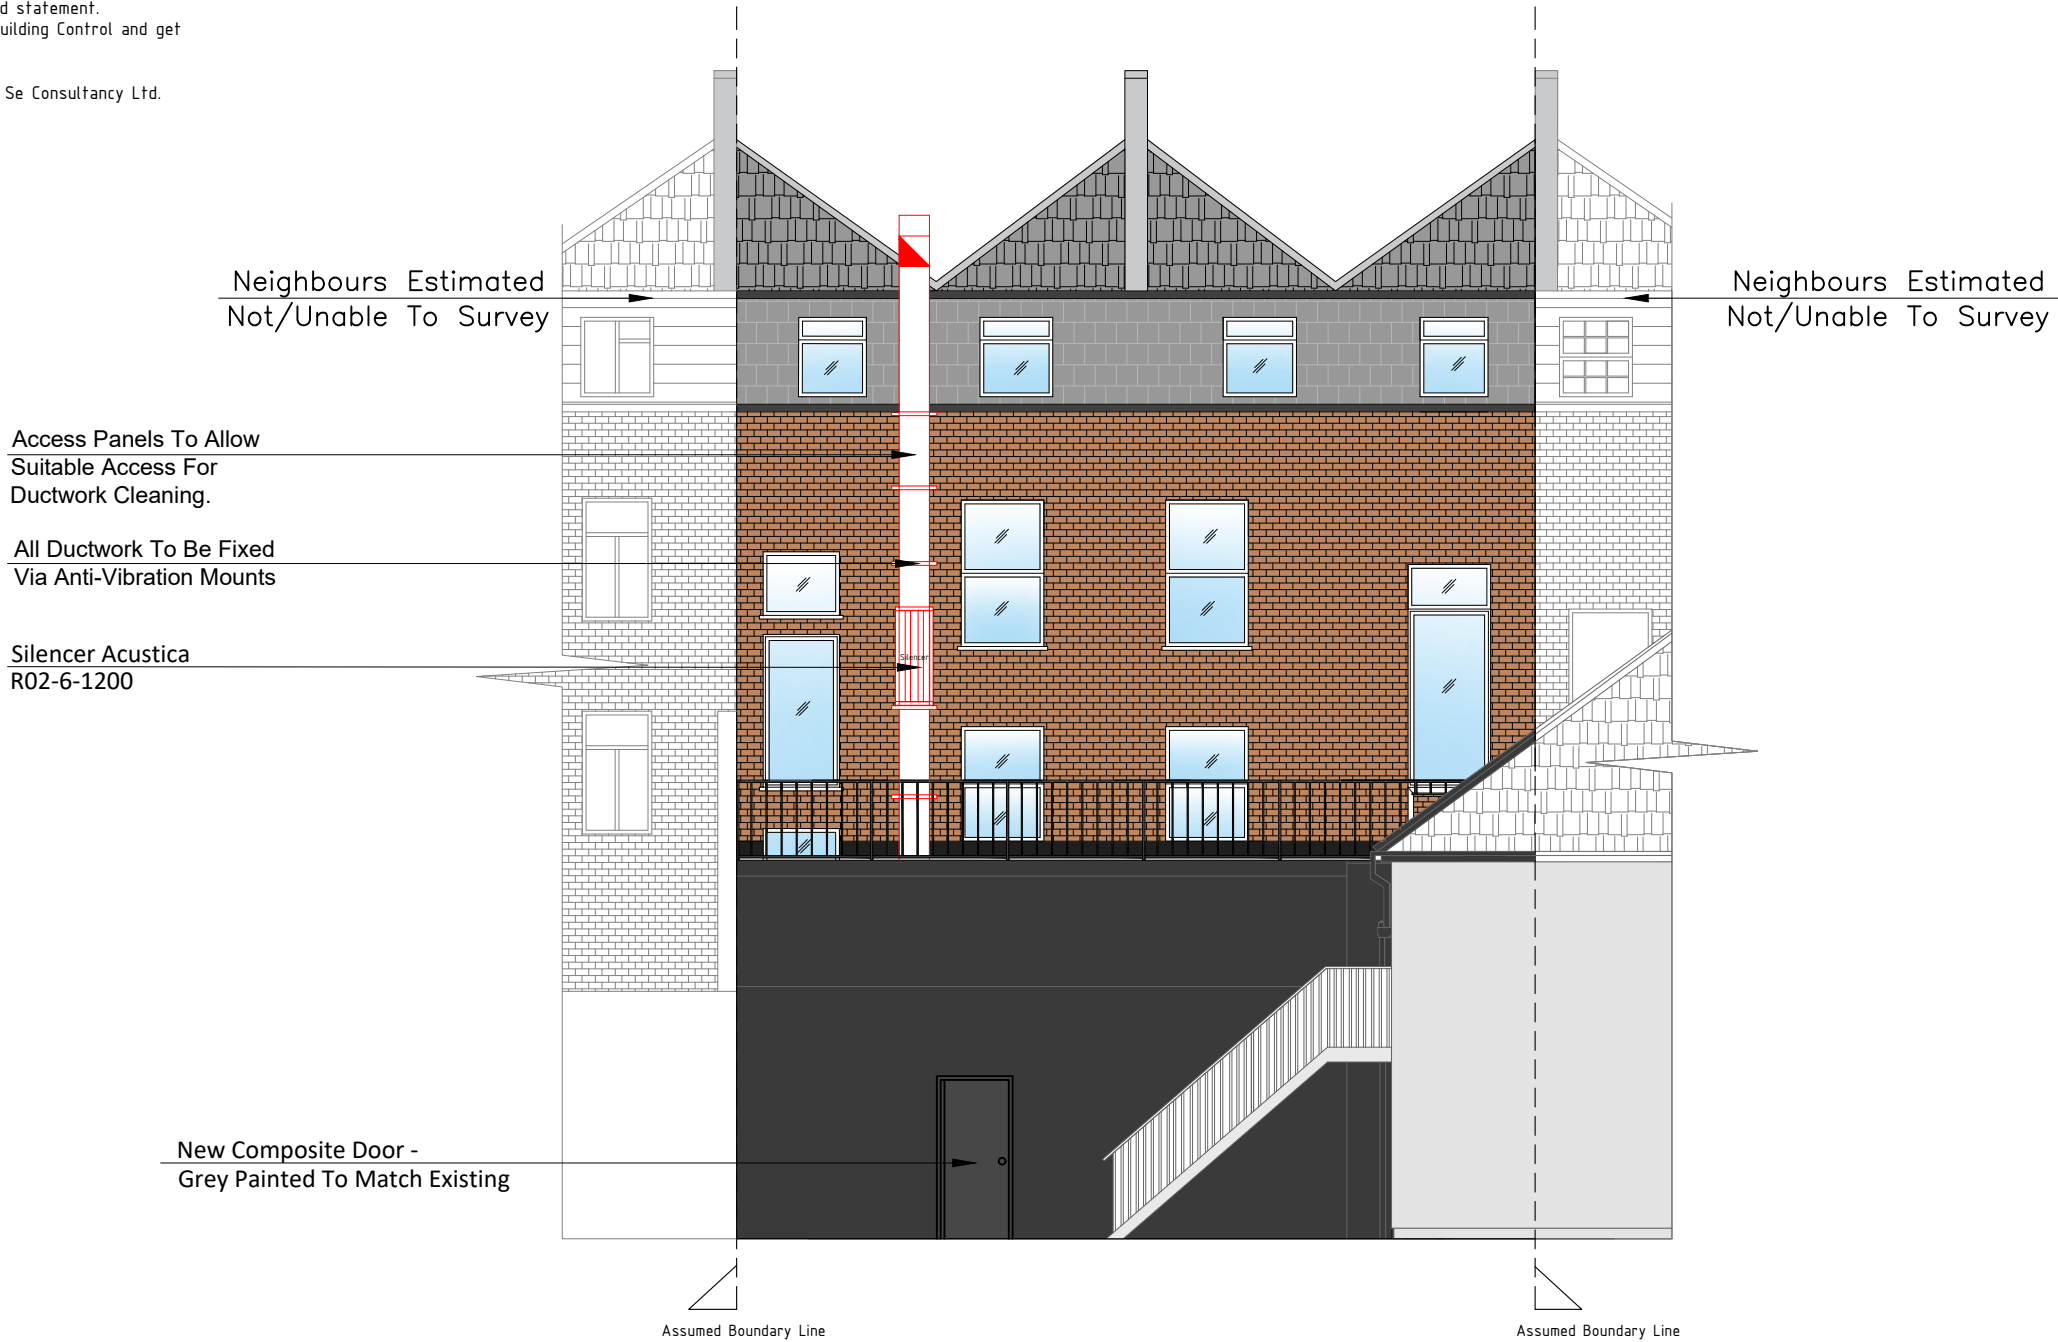 d statement.
uilding Control and get
Se Consultancy Ltd.
Neighbours Estimated
Not/Unable To Survey
Neighbours Estimated
Not/Unable To Survey
Access Panels To Allow
Suitable Access For
Ductwork Cleaning.
All Ductwork To Be Fixed
Via Anti-Vibration Mounts
Silencer Acustica
R02-6-1200
Silencer
New Composite Door -
Grey Painted To Match Existing
Assumed Boundary Line
Assumed Boundary Line